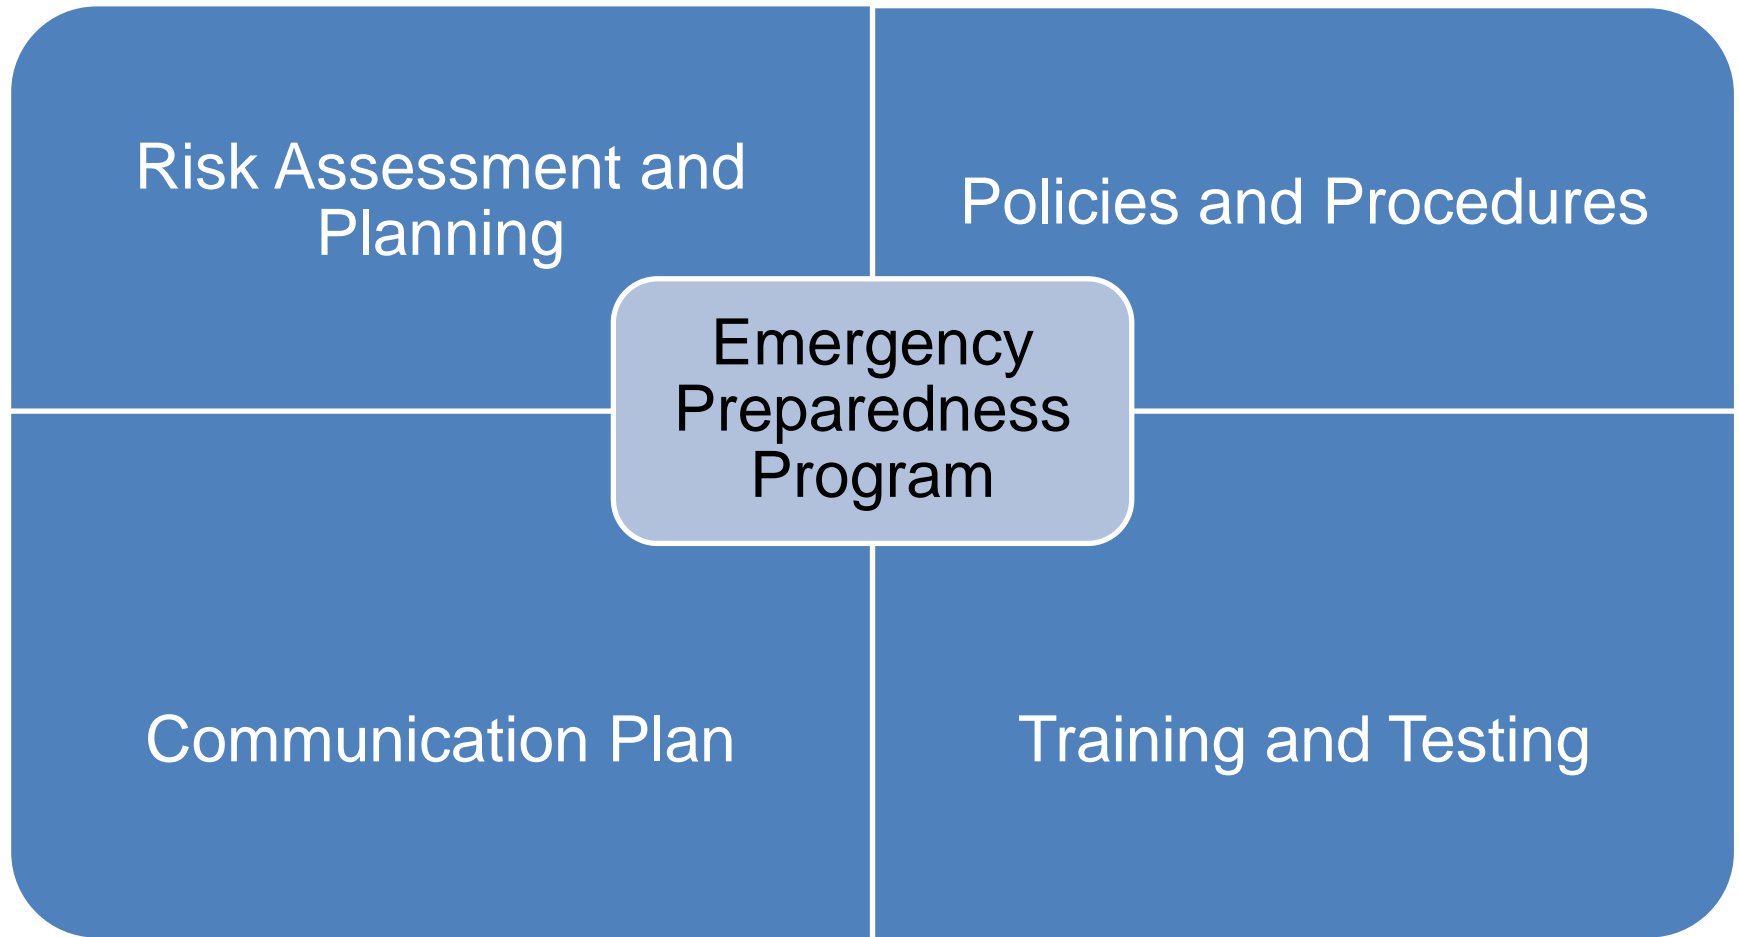 Risk Assessment and
Planning
Policies and Procedures
Emergency
Preparedness
Program
Communication Plan
Training and Testing